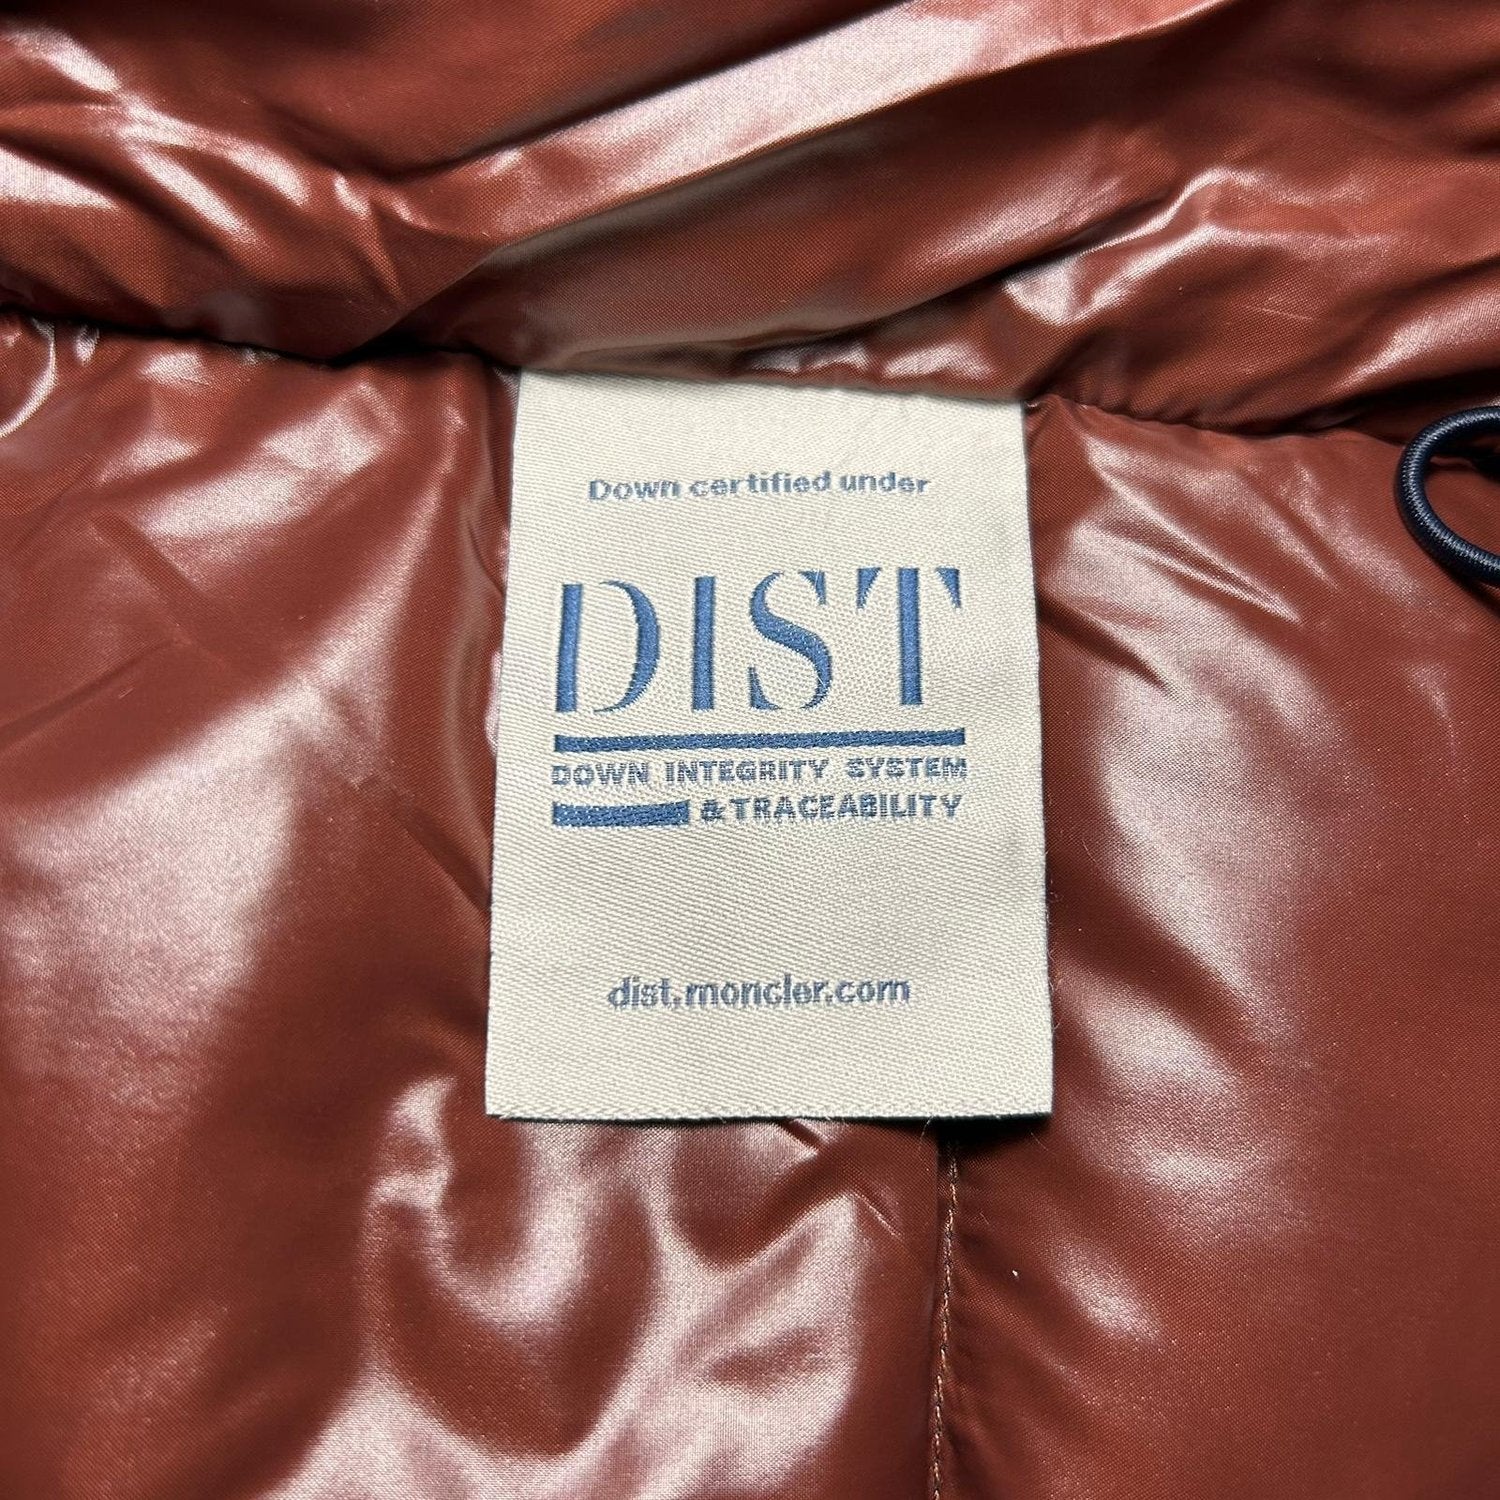 Down certified under
DIST
DOWN INTEGRITY SYSTEM
& TRACEABILITY
dist.moncler.com